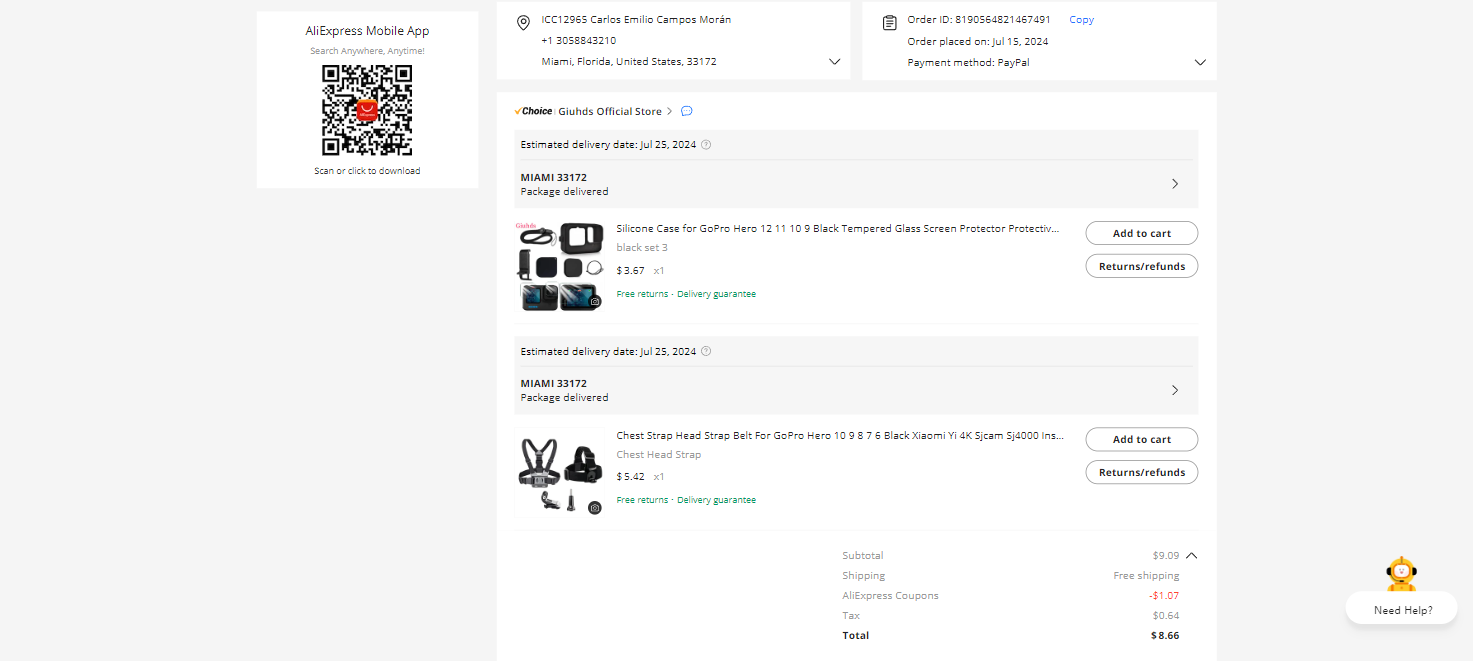 AliExpress Mobile App
Search Anywhere, Anytime!
Scan or click to download
ICC12965 Carlos Emilio Campos Morán
+1 3058843210
Miami, Florida, United States, 33172
Order ID: 8190564821467491 Copy
Order placed on: Jul 15, 2024
Payment method: PayPal
Choice Giuhds Official Store
Estimated delivery date: Jul 25, 2024
MIAMI 33172
Package delivered
Giuhds
Silicone Case for GoPro Hero 12 11 10 9 Black Tempered Glass Screen Protector Protectiv...
black set 3
$3.67 x1
Free returns · Delivery guarantee
Add to cart
Returns/refunds
Estimated delivery date: Jul 25, 2024
MIAMI 33172
Package delivered
Chest Strap Head Strap Belt For GoPro Hero 10 9 8 7 6 Black Xiaomi Yi 4K Sjcam Sj4000 Ins...
Chest Head Strap
$5.42 x1
Free returns · Delivery guarantee
Add to cart
Returns/refunds
Subtotal $9.09
Shipping Free shipping
AliExpress Coupons -$1.07
Tax $0.64
Total $8.66
Need Help?